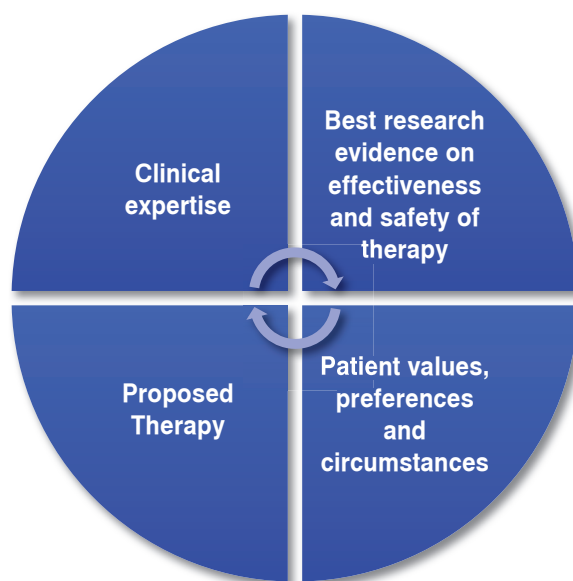 Clinical
expertise
Best research
evidence on
effectiveness
and safety of
therapy
Proposed
Therapy
Patient values,
preferences
and
circumstances